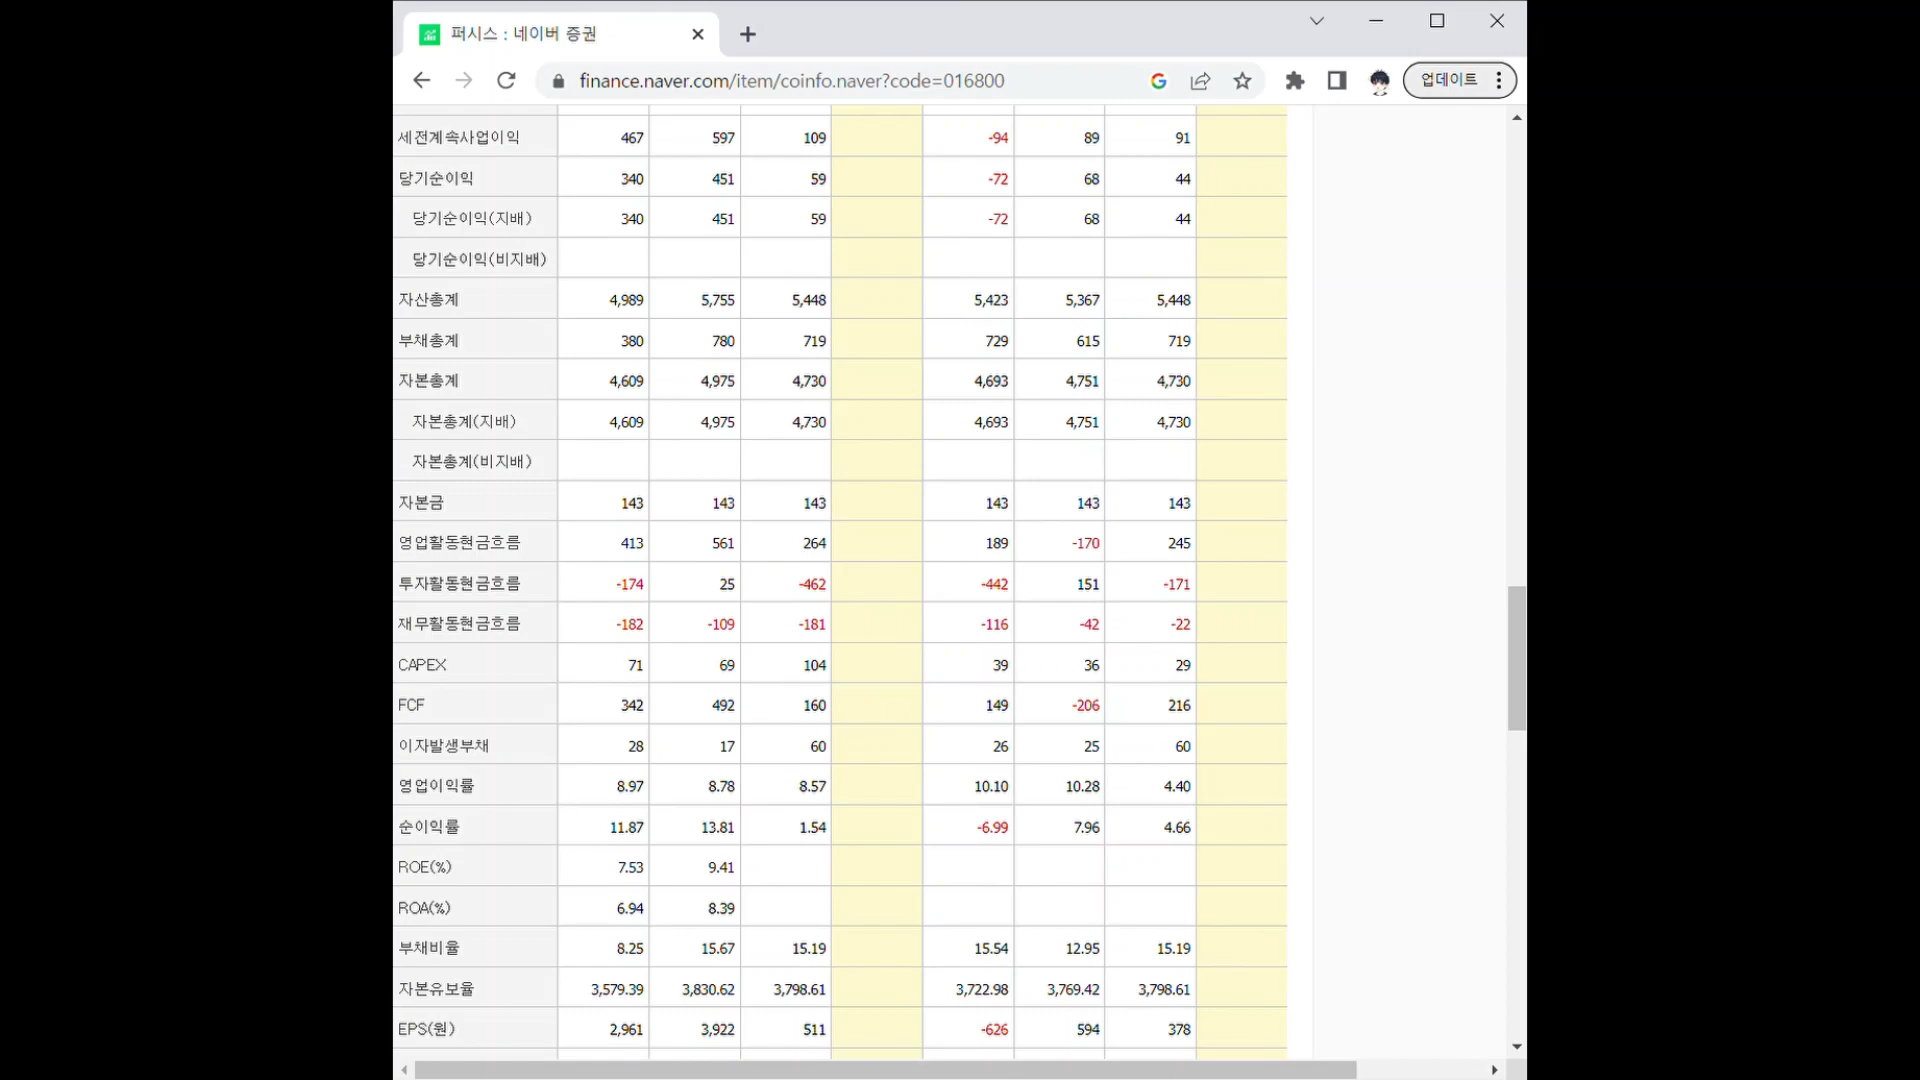 퍼시스 : 네이버 증권
finance.naver.com/item/coinfo.naver?code=016800
업데이트
세전계속사업이익 467 597 109 -94 89 91
당기순이익 340 451 59 -72 68 44
당기순이익(지배) 340 451 59 -72 68 44
당기순이익(비지배)
자산총계 4,989 5,755 5,448 5,423 5,367 5,448
부채총계 380 780 719 729 615 719
자본총계 4,609 4,975 4,730 4,693 4,751 4,730
자본총계(지배) 4,609 4,975 4,730 4,693 4,751 4,730
자본총계(비지배)
자본금 143 143 143 143 143 143
영업활동현금흐름 413 561 264 189 -170 245
투자활동현금흐름 -174 25 -462 -442 151 -171
재무활동현금흐름 -182 -109 -181 -116 -42 -22
CAPEX 71 69 104 39 36 29
FCF 342 492 160 149 -206 216
이자발생부채 28 17 60 26 25 60
영업이익률 8.97 8.78 8.57 10.10 10.28 4.40
순이익률 11.87 13.81 1.54 -6.99 7.96 4.66
ROE(%) 7.53 9.41
ROA(%) 6.94 8.39
부채비율 8.25 15.67 15.19 15.54 12.95 15.19
자본유보율 3,579.39 3,830.62 3,798.61 3,722.98 3,769.42 3,798.61
EPS(원) 2,961 3,922 511 -626 594 378